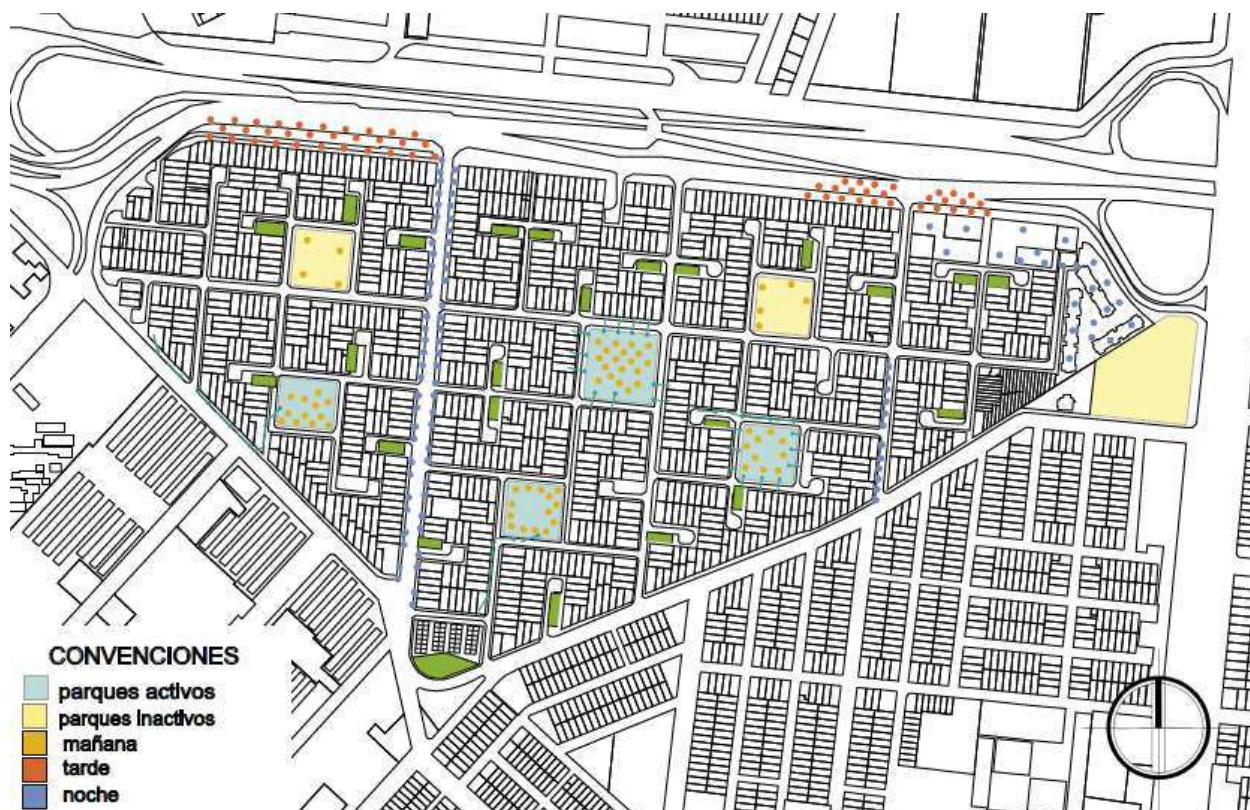 CONVENCIONES
parques activos
parques inactivos
mañana
tarde
noche